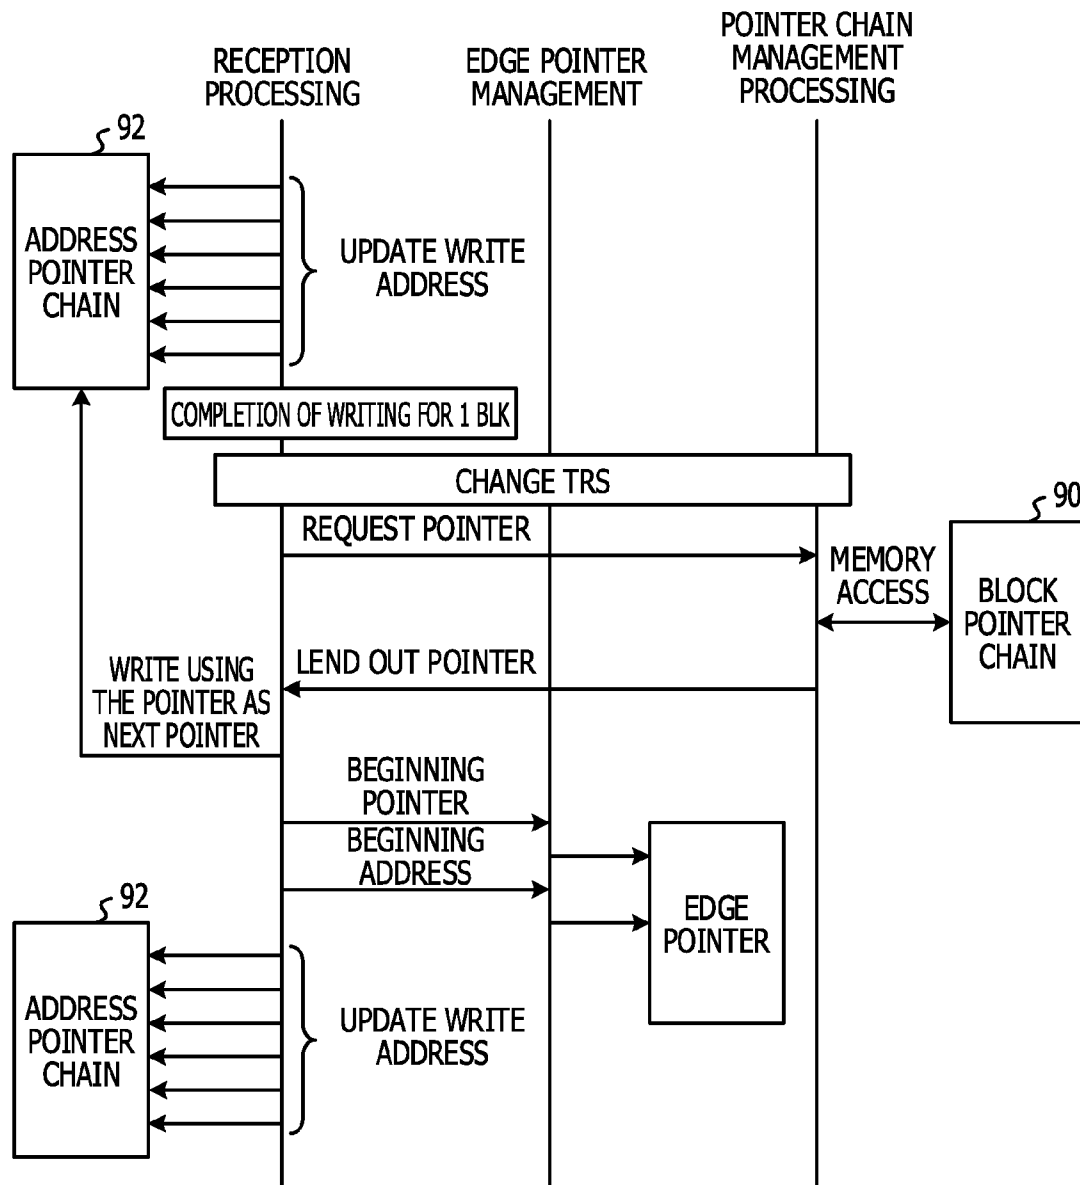 RECEPTION
PROCESSING
EDGE POINTER
MANAGEMENT
POINTER CHAIN
MANAGEMENT
PROCESSING
92
ADDRESS
POINTER
CHAIN
UPDATE WRITE
ADDRESS
COMPLETION OF WRITING FOR 1 BLK
CHANGE TRS
REQUEST POINTER
90
MEMORY
ACCESS
BLOCK
POINTER
CHAIN
LEND OUT POINTER
WRITE USING
THE POINTER AS
NEXT POINTER
BEGINNING
POINTER
BEGINNING
ADDRESS
EDGE
POINTER
92
ADDRESS
POINTER
CHAIN
UPDATE WRITE
ADDRESS